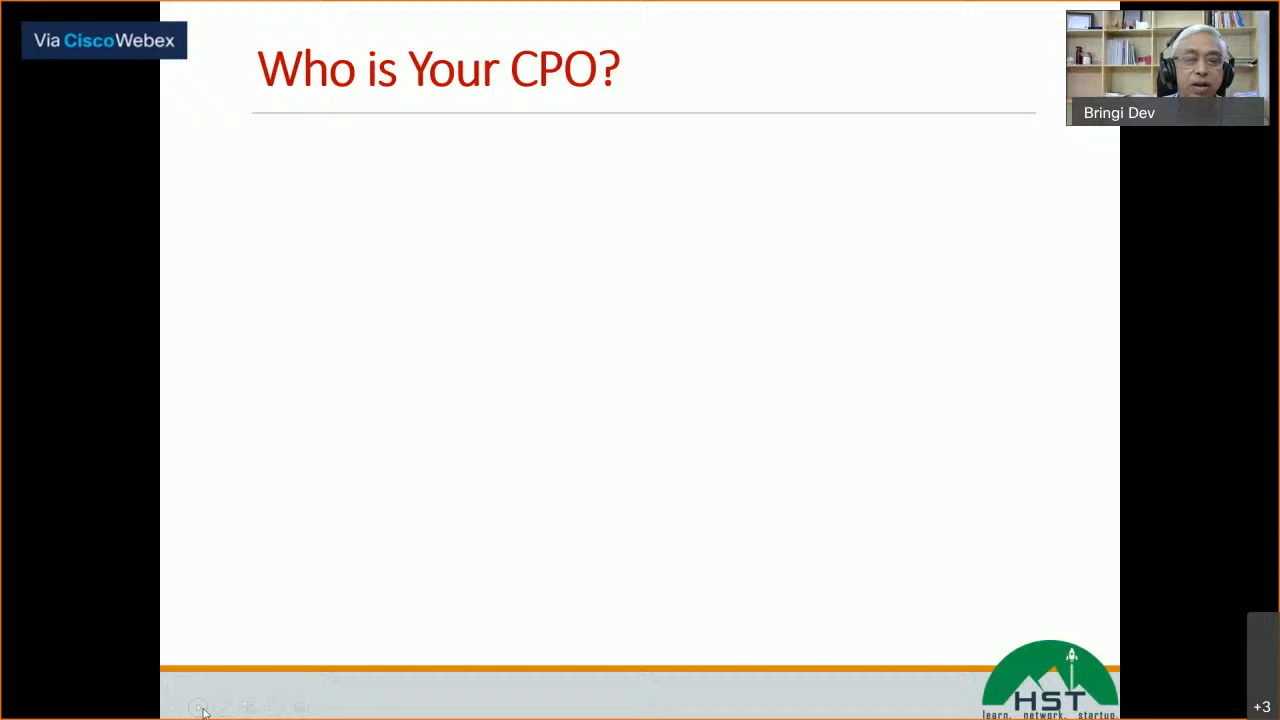 Via CiscoWebex
Who is Your CPO?
Bringi Dev
HST
learn. network. startup.
+3